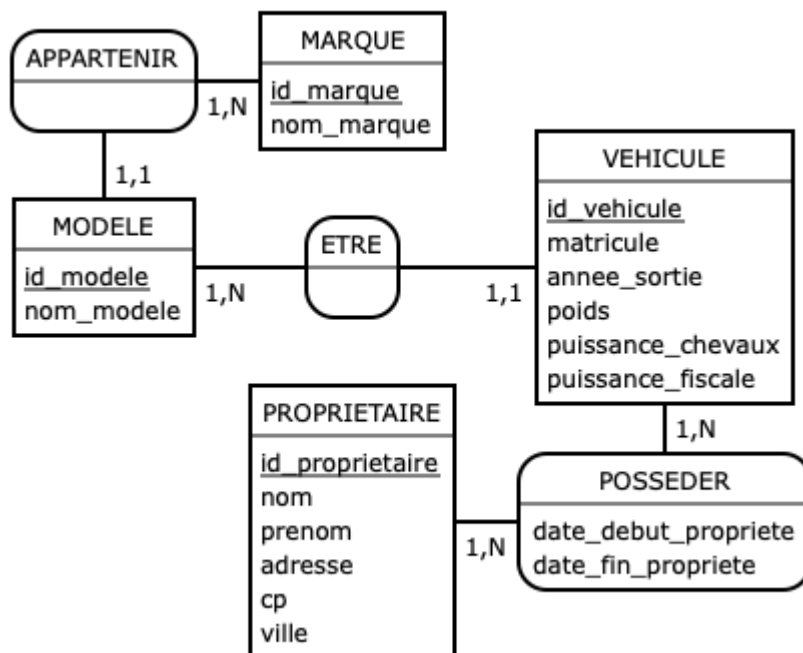 APPARTENIR
MARQUE
id_marque
nom_marque
1,N
1,1
MODELE
id_modele
nom_modele
1,N
ETRE
1,1
VEHICULE
id_vehicule
matricule
annee_sortie
poids
puissance_chevaux
puissance_fiscale
1,N
PROPRIETAIRE
id_proprietaire
nom
prenom
adresse
cp
ville
1,N
POSSEDER
date_debut_propriete
date_fin_propriete